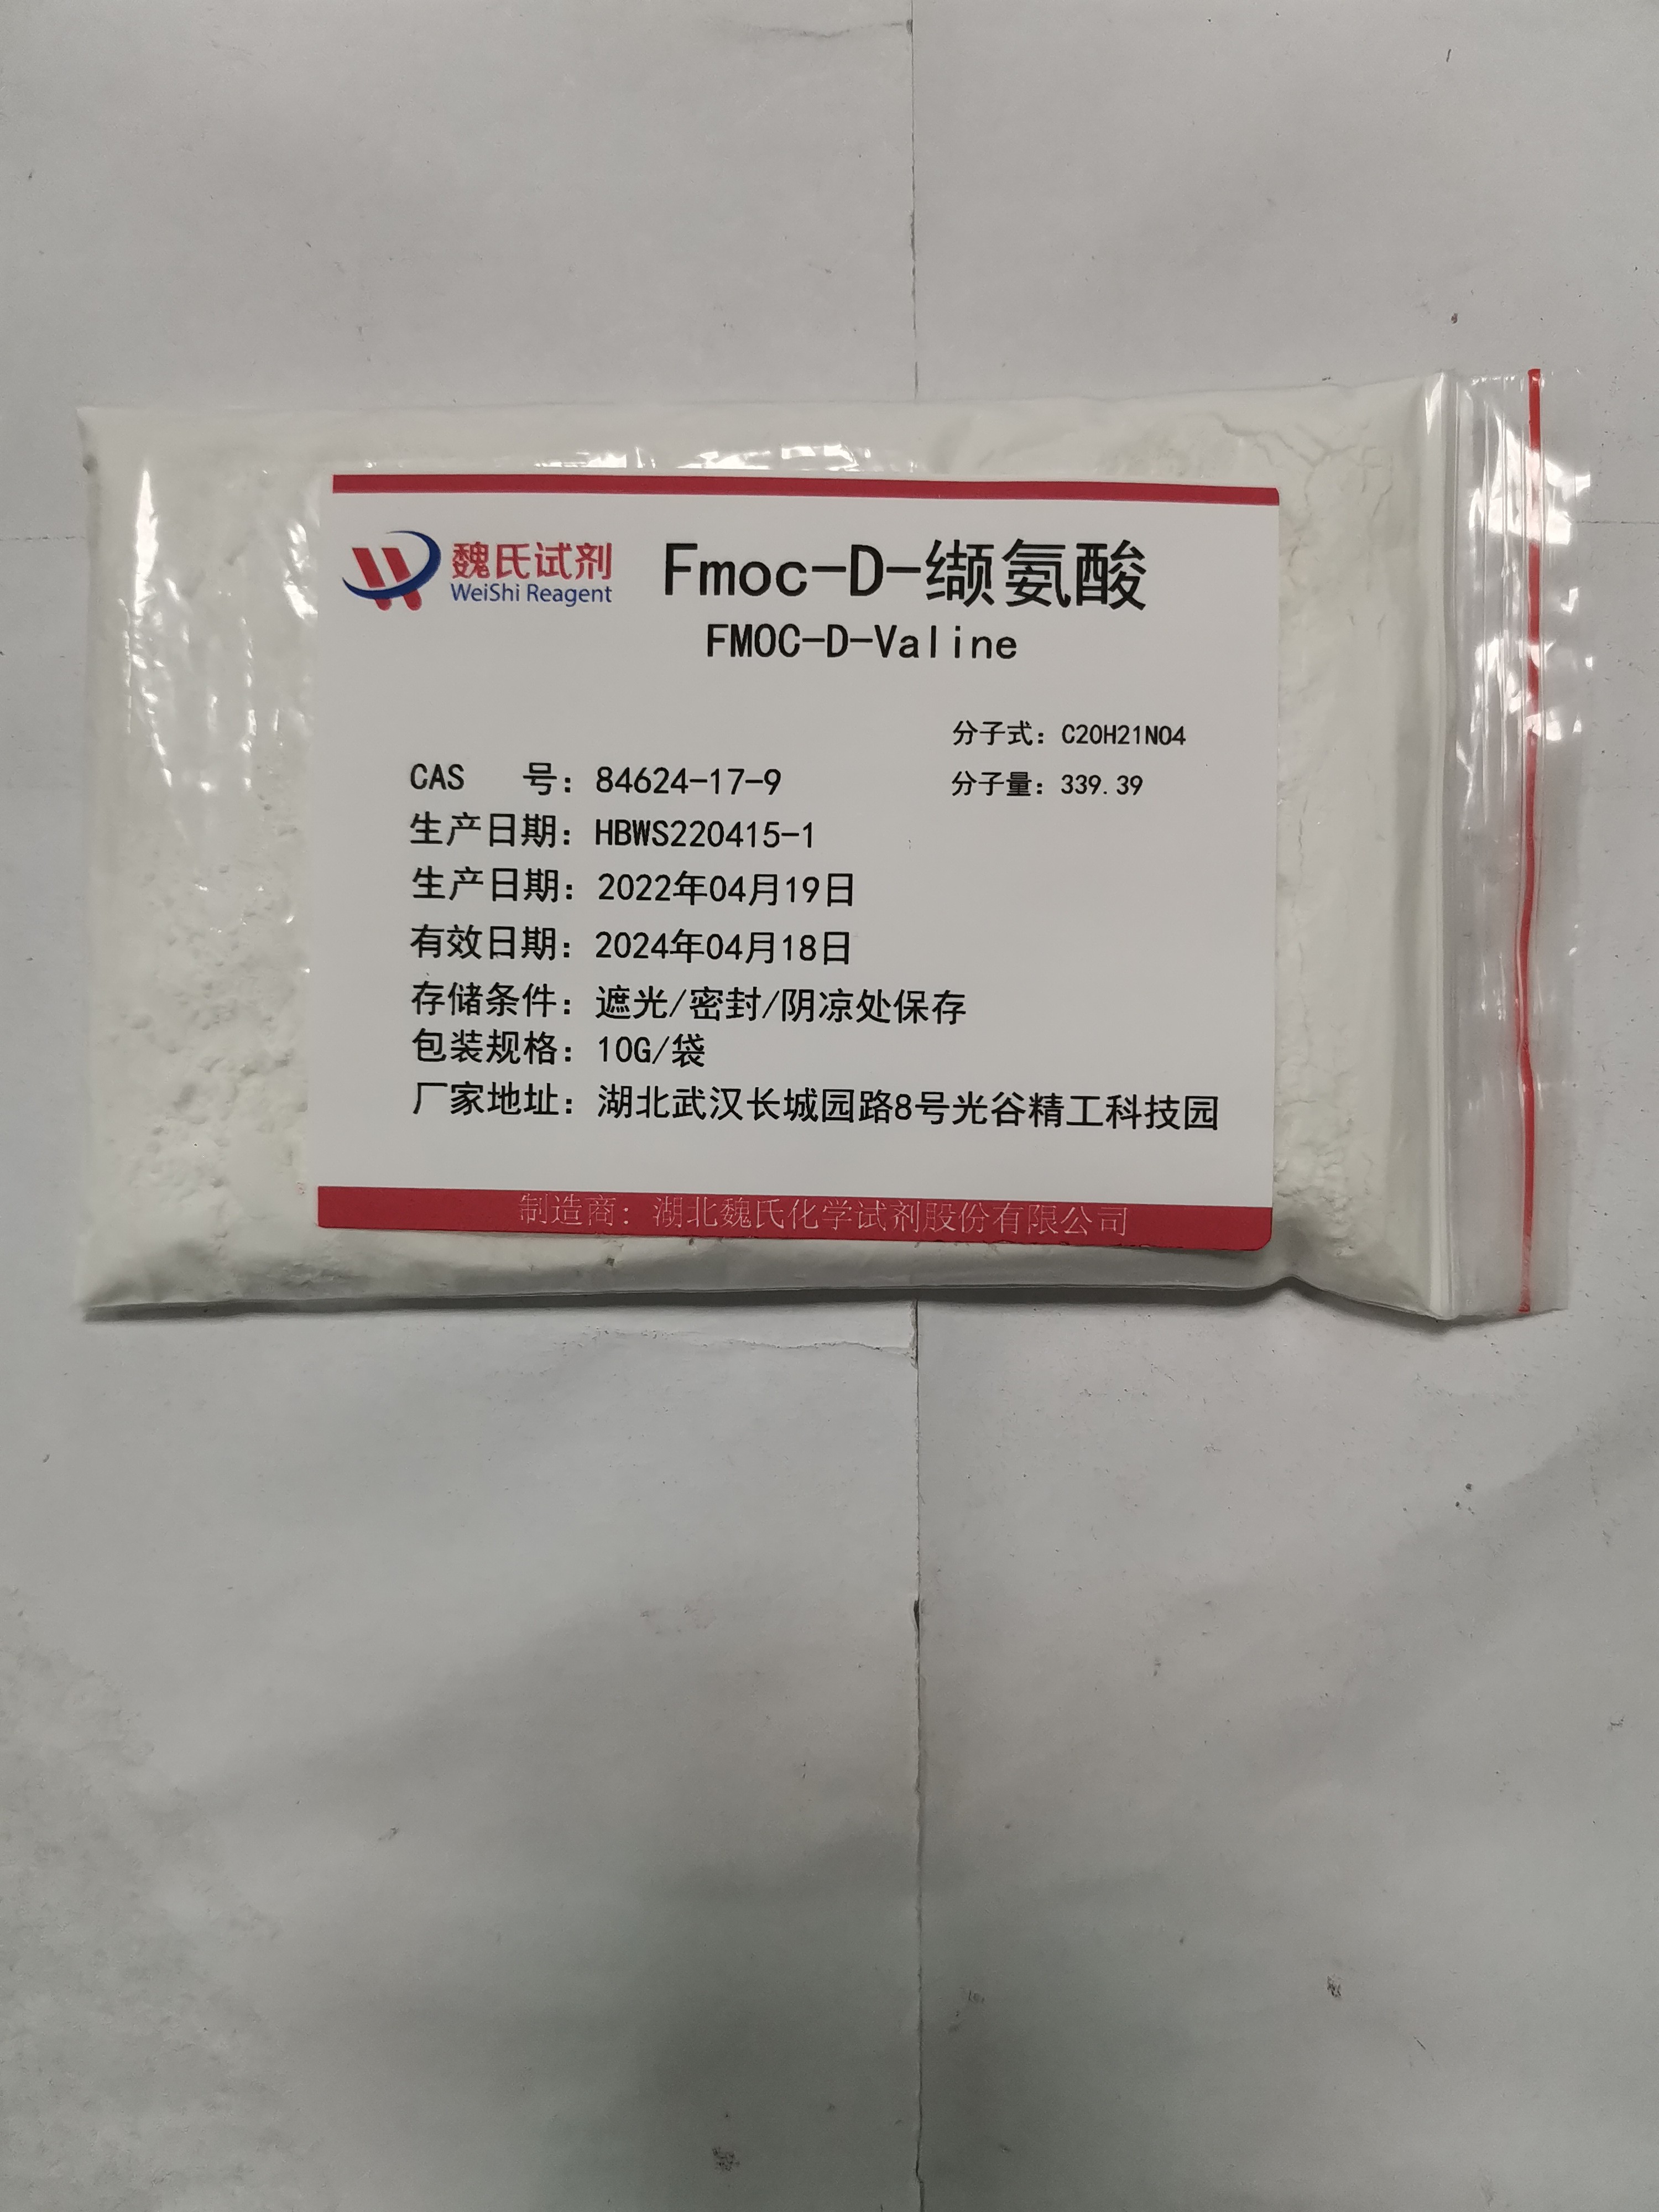 魏氏试剂
WeiShi Reagent
Fmoc-D-缬氨酸
FMOC-D-Valine
分子式：C20H21NO4
分子量：339.39
CAS 号：84624-17-9
生产日期：HBWS220415-1
生产日期：2022年04月19日
有效日期：2024年04月18日
存储条件：遮光/密封/阴凉处保存
包装规格：10G/袋
厂家地址：湖北武汉长城园路8号光谷精工科技园
制造商：湖北魏氏化学试剂股份有限公司